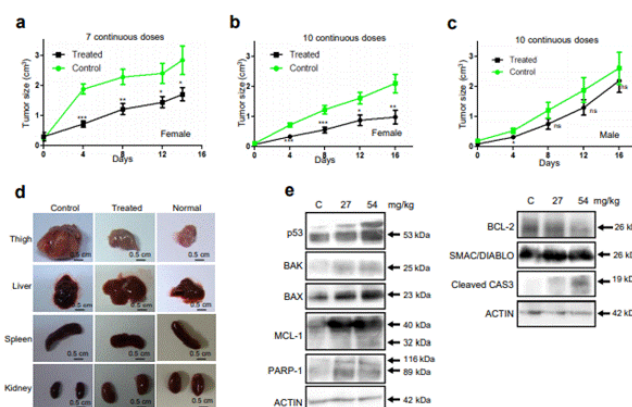 a
7 continuous doses
Treated
Control
Tumor size (cm³)
3
2
1
0
***
**
*
*
Female
0 4 8 12 16
Days
b
10 continuous doses
Treated
Control
Tumor size (cm³)
3
2
1
0
***
***
*
**
Female
0 4 8 12 16
Days
c
10 continuous doses
Treated
Control
Tumor size (cm³)
3
2
1
0
*
ns
ns
ns
Male
0 4 8 12 16
Days
d
Control Treated Normal
Thigh
0.5 cm 0.5 cm 0.5 cm
Liver
0.5 cm 0.5 cm 0.5 cm
Spleen
0.5 cm 0.5 cm 0.5 cm
Kidney
0.5 cm 0.5 cm 0.5 cm
e
C 27 54 mg/kg
p53 53 kDa
BAK 25 kDa
BAX 23 kDa
MCL-1 40 kDa
32 kDa
PARP-1 116 kDa
89 kDa
ACTIN 42 kDa
C 27 54 mg/kg
BCL-2 26 kD
SMAC/DIABLO 26 kD
Cleaved CAS3 19 kD
ACTIN 42 kD